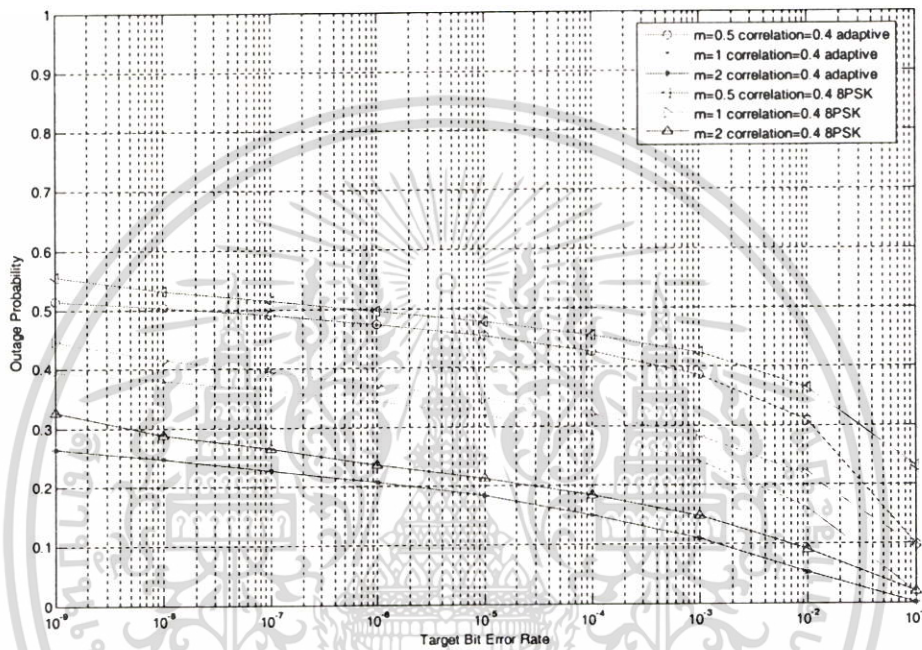 1
0.9
0.8
0.7
0.6
0.5
0.4
0.3
0.2
0.1
0
Outage Probability
m=0.5 correlation=0.4 adaptive
m=1 correlation=0.4 adaptive
m=2 correlation=0.4 adaptive
m=0.5 correlation=0.4 8PSK
m=1 correlation=0.4 8PSK
m=2 correlation=0.4 8PSK
10⁻⁹ 10⁻⁸ 10⁻⁷ 10⁻⁶ 10⁻⁵ 10⁻⁴ 10⁻³ 10⁻²
Target Bit Error Rate